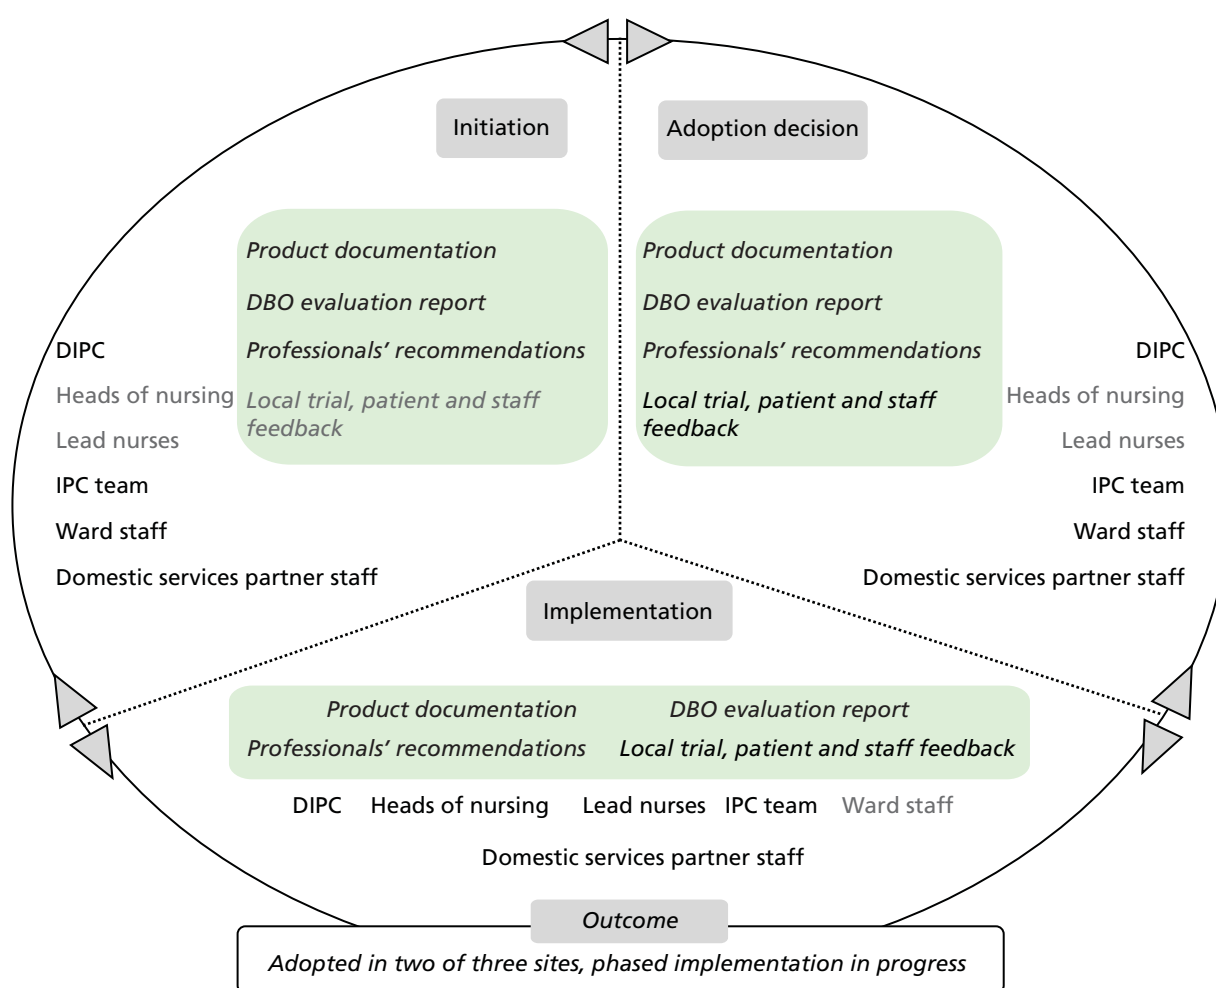 Initiation
Adoption decision
Product documentation
DBO evaluation report
Professionals’ recommendations
Local trial, patient and staff
feedback
Product documentation
DBO evaluation report
Professionals’ recommendations
Local trial, patient and staff
feedback
DIPC
Heads of nursing
Lead nurses
IPC team
Ward staff
Domestic services partner staff
DIPC
Heads of nursing
Lead nurses
IPC team
Ward staff
Domestic services partner staff
Implementation
Product documentation DBO evaluation report
Professionals’ recommendations Local trial, patient and staff feedback
DIPC Heads of nursing Lead nurses IPC team Ward staff
Domestic services partner staff
Outcome
Adopted in two of three sites, phased implementation in progress